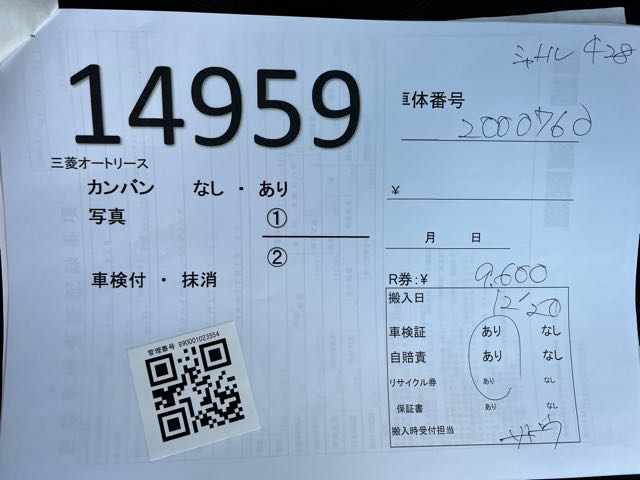 シャトル 428
14959
車体番号
2000760
三菱オートリース
カンバン なし ・ あり
¥
写真 ①
②
月 日
車検付 ・ 抹消
R券:¥ 9,600
搬入日 12/20
車検証 あり なし
自賠責 あり なし
リサイクル券 あり なし
保証書 あり なし
搬入時受付担当 サトウ
管理番号 990001023554